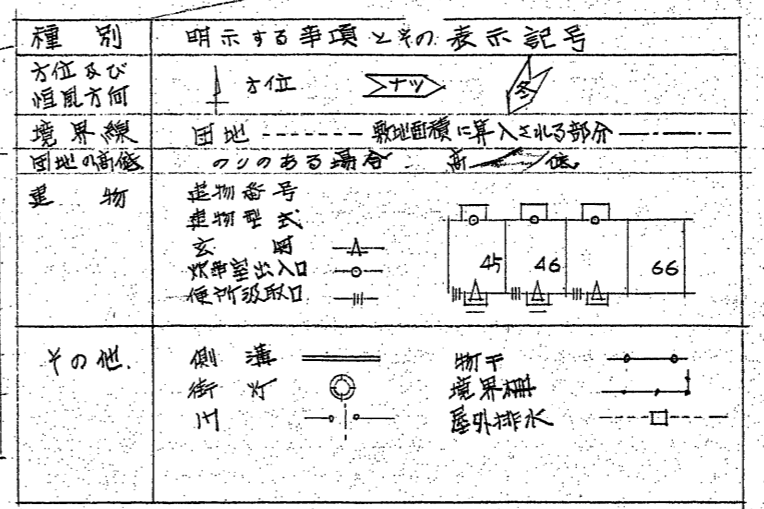 種別 明示する事項とその表示記号
方位及び
恒風方向
方位 ナツ 冬
境界線 団地 敷地面積に算入される部分
団地の高低 のりのある場合 高 低
建物 建物番号
建物型式
玄関
炊事室出入口
便所汲取口
45 46 66
その他. 側溝 物干
街灯 境界柵
門 屋外排水